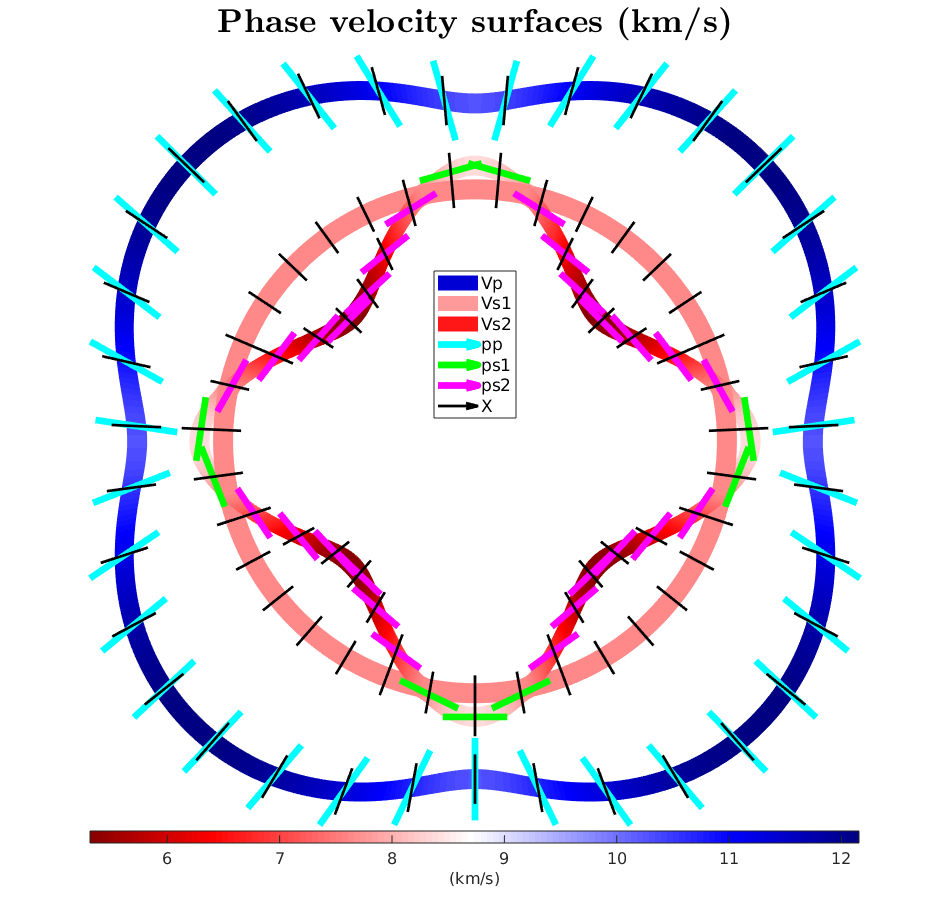 Phase velocity surfaces (km/s)
Vp
Vs1
Vs2
pp
ps1
ps2
X
6 7 8 9 10 11 12
(km/s)